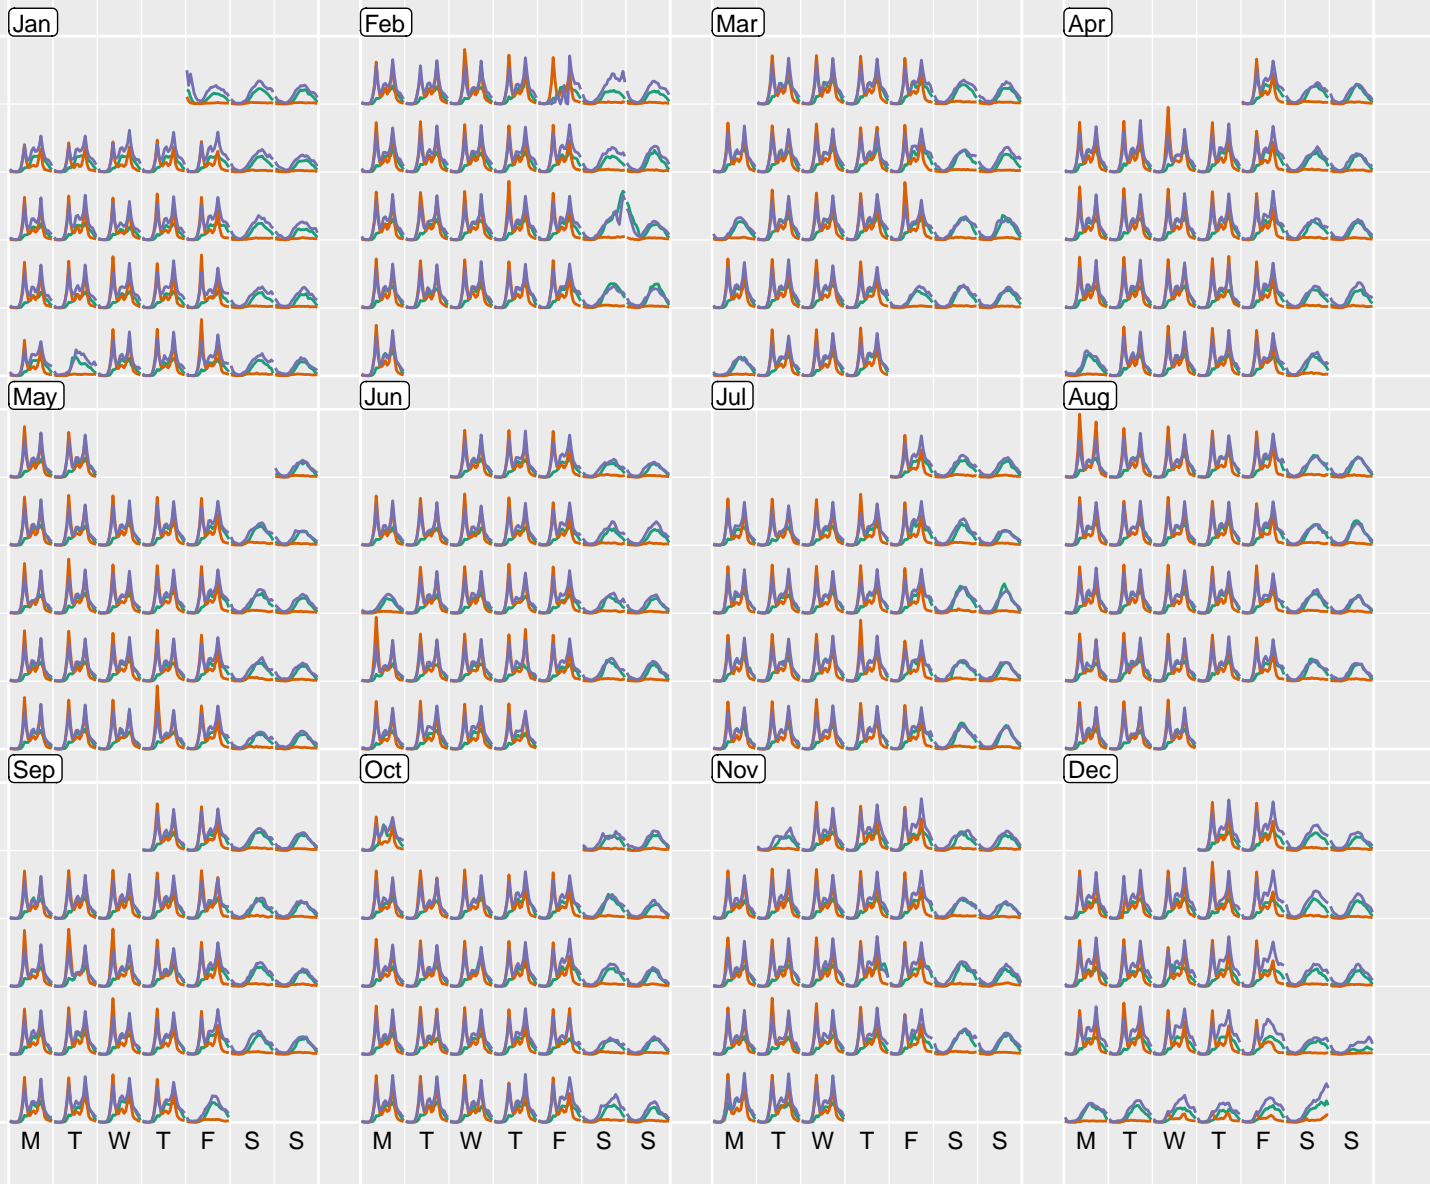 Jan Feb Mar Apr
May Jun Jul Aug
Sep Oct Nov Dec
M T W T F S S M T W T F S S M T W T F S S M T W T F S S